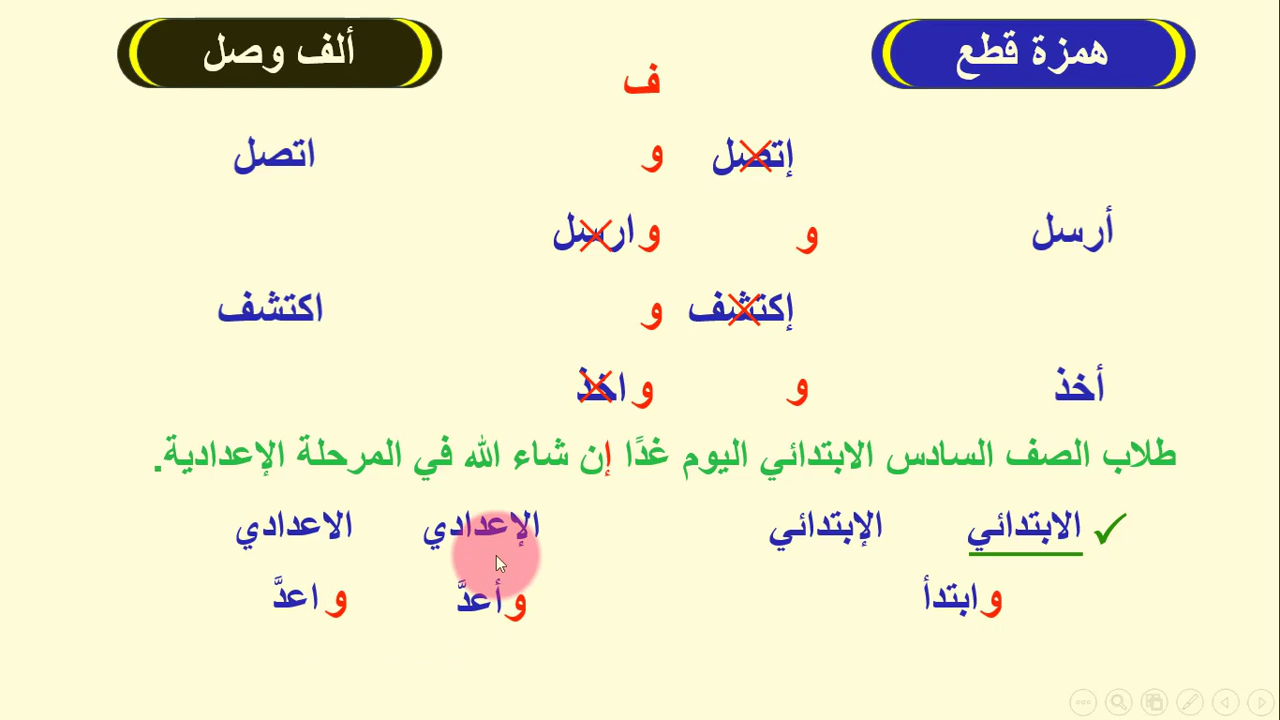 همزة قطع ألف وصل
ف
إتصل و اتصل
أرسل و وارسل
إكتشف و اكتشف
أخذ و واخذ
طلاب الصف السادس الابتدائي اليوم غدًا إن شاء الله في المرحلة الإعدادية.
الابتدائي الإبتدائي الإعدادي الاعدادي
وابتدأ وأعدَّ واعدَّ